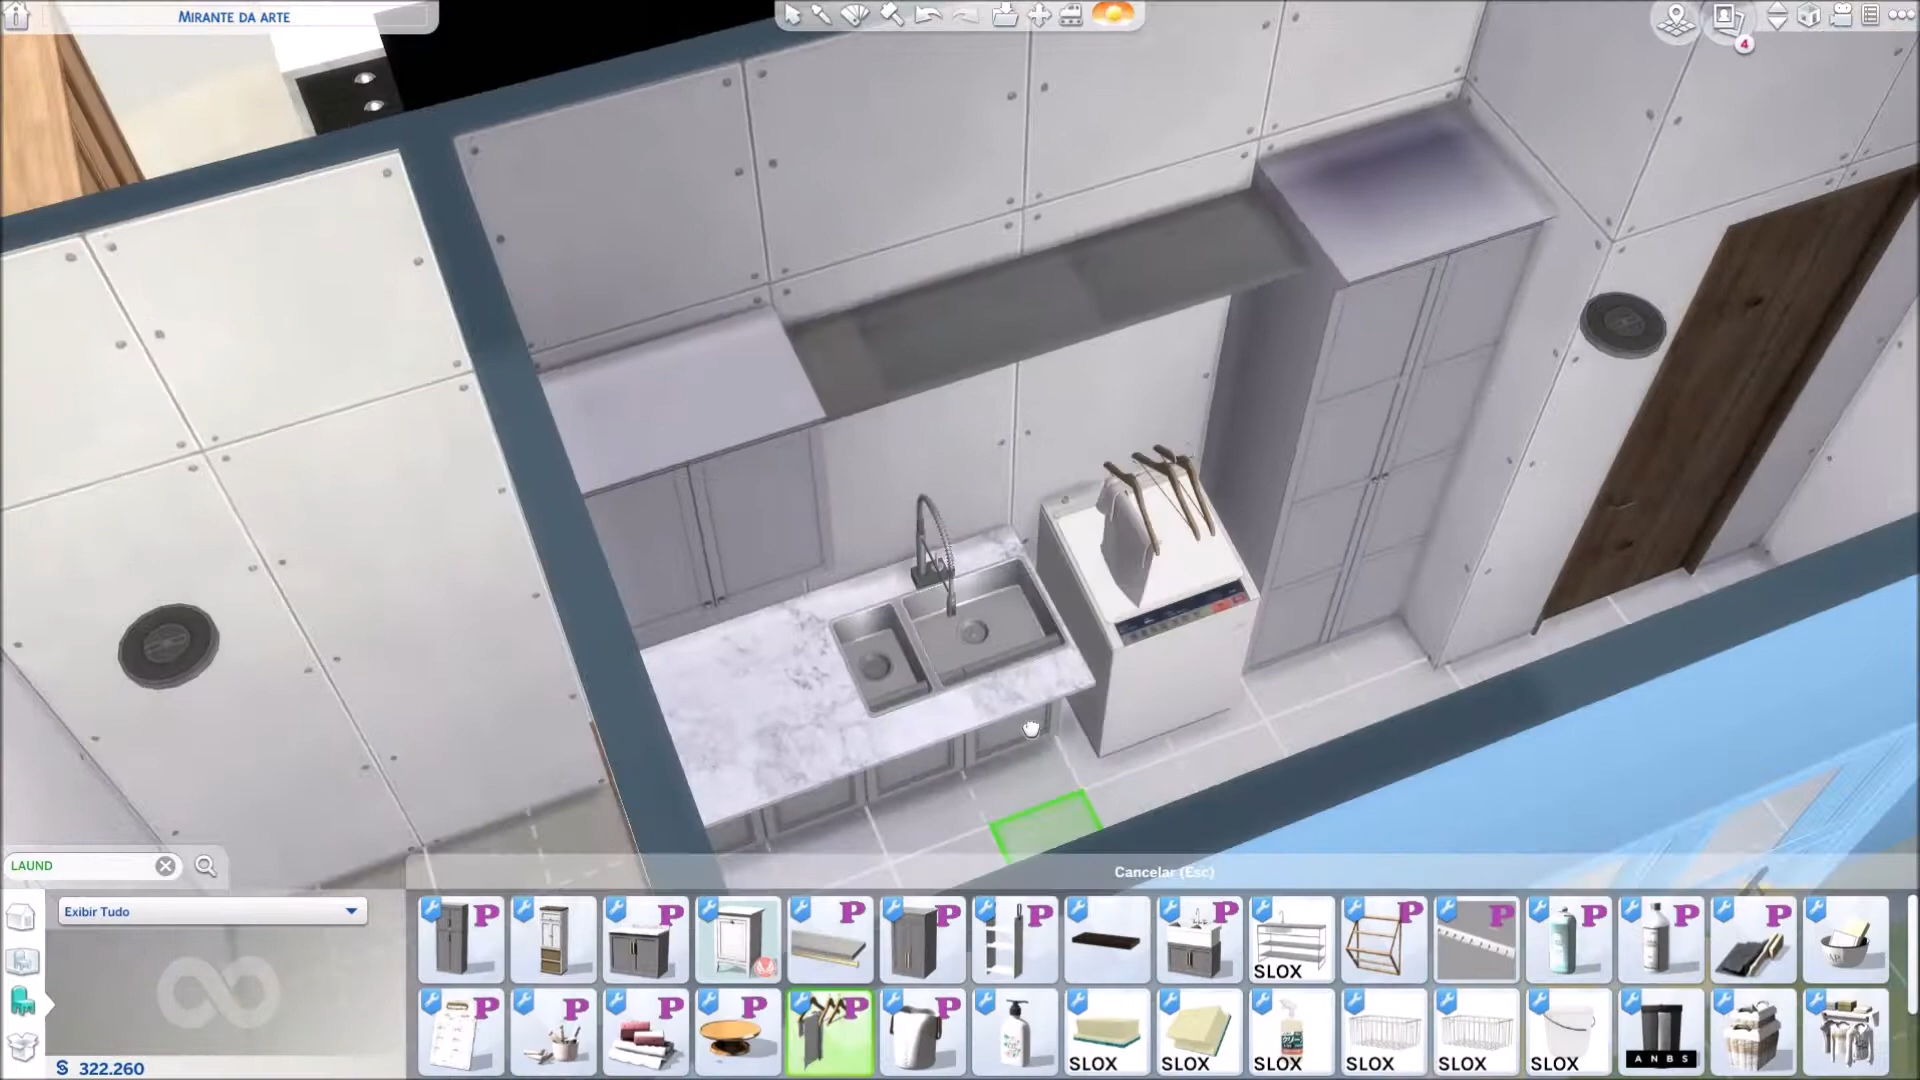 MIRANTE DA ARTE
4
LAUND
Cancelar (Esc)
Exibir Tudo
P P P P P P P SLOX P P P P P
P P P P P P SLOX SLOX SLOX SLOX SLOX SLOX ANBS
S 322.260